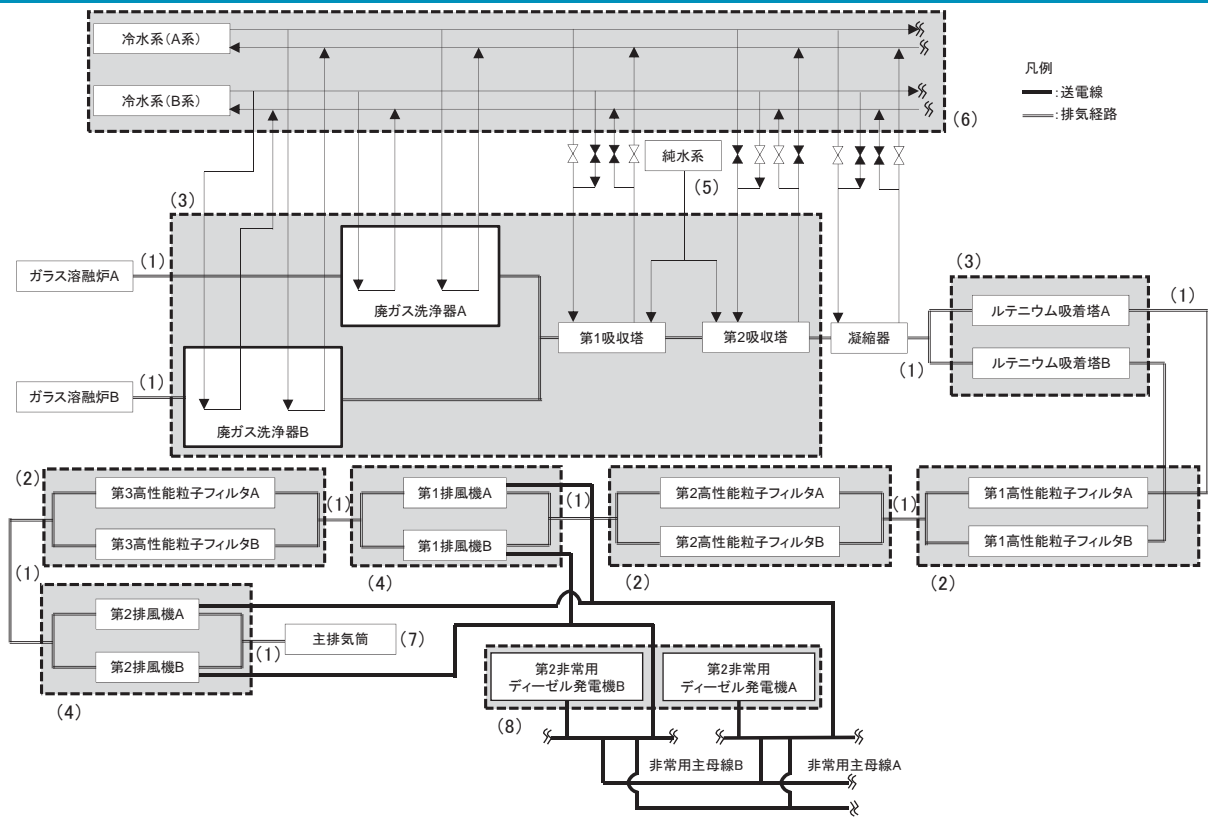 冷水系(A系)
冷水系(B系)
(6)
凡例
:送電線
:排気経路
純水系
(5)
(3)
ガラス溶融炉A
(1)
廃ガス洗浄器A
第1吸収塔
第2吸収塔
凝縮器
(1)
(3)
ルテニウム吸着塔A
(1)
ルテニウム吸着塔B
ガラス溶融炉B
(1)
廃ガス洗浄器B
(2)
第3高性能粒子フィルタA
第3高性能粒子フィルタB
(1)
第1排風機A
第1排風機B
(1)
(4)
第2高性能粒子フィルタA
第2高性能粒子フィルタB
(2)
(1)
第1高性能粒子フィルタA
第1高性能粒子フィルタB
(2)
(1)
第2排風機A
第2排風機B
(1)
(4)
主排気筒
(7)
第2非常用
ディーゼル発電機B
第2非常用
ディーゼル発電機A
(8)
非常用主母線B
非常用主母線A